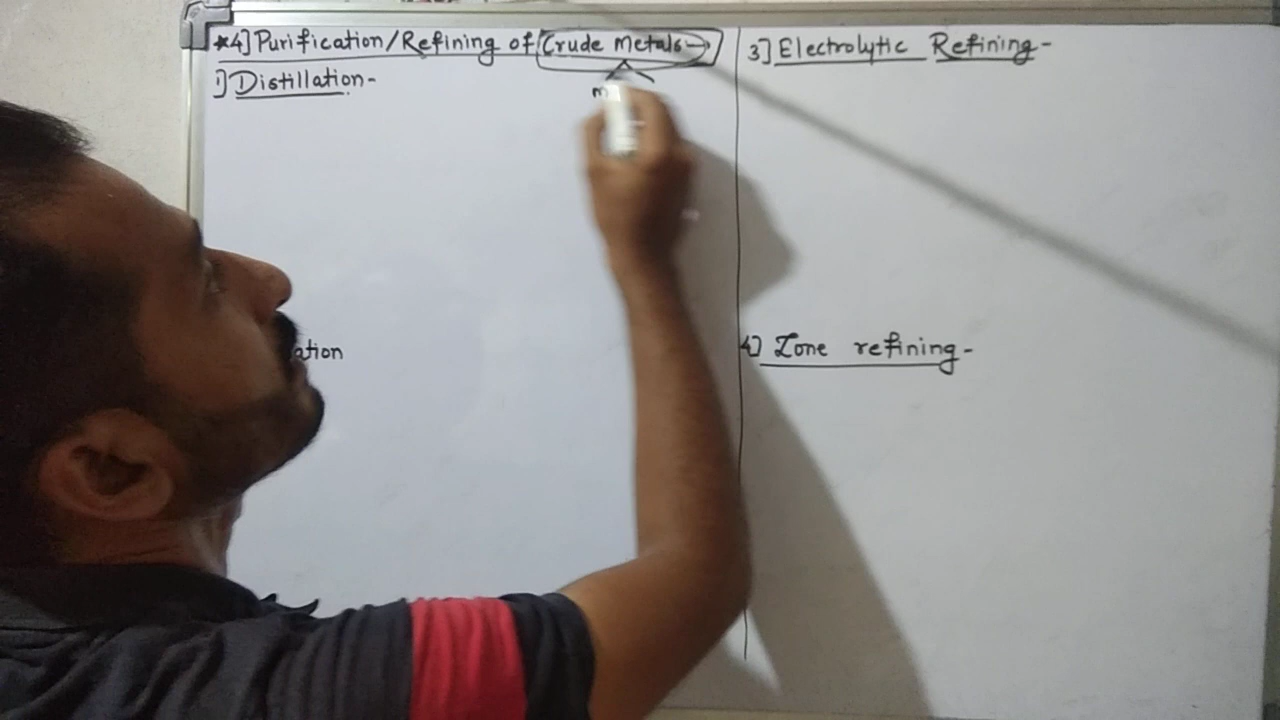 *4] Purification/Refining of Crude Metals→
1] Distillation-
m
ation
3] Electrolytic Refining-
4] Zone refining-